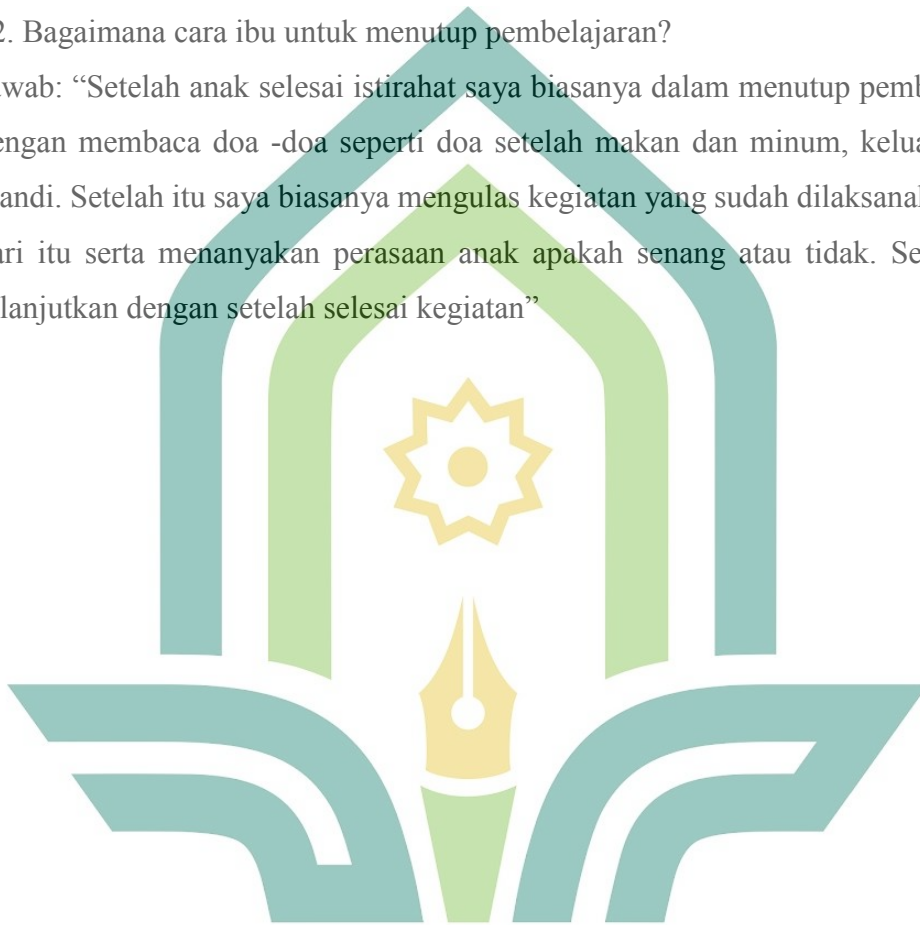 2. Bagaimana cara ibu untuk menutup pembelajaran?
wab: “Setelah anak selesai istirahat saya biasanya dalam menutup pemb
engan membaca doa -doa seperti doa setelah makan dan minum, kelua
andi. Setelah itu saya biasanya mengulas kegiatan yang sudah dilaksanal
ari itu serta menanyakan perasaan anak apakah senang atau tidak. Se
lanjutkan dengan setelah selesai kegiatan”